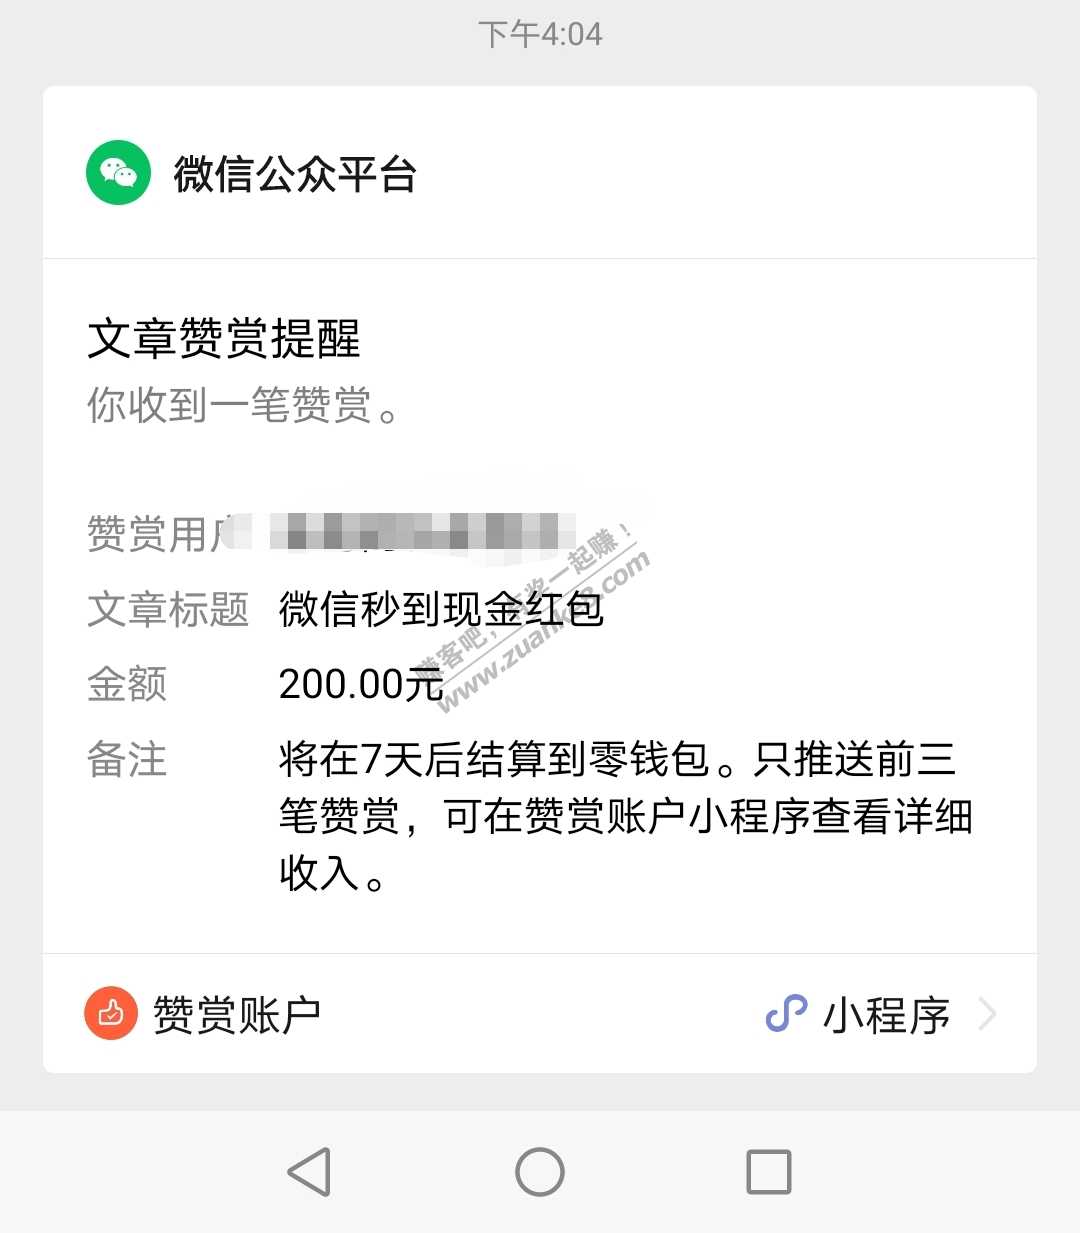 下午4:04
微信公众平台
文章赞赏提醒
你收到一笔赞赏。
赞赏用户
文章标题 微信秒到现金红包
金额 200.00元
备注 将在7天后结算到零钱包。只推送前三
笔赞赏，可在赞赏账户小程序查看详细
收入。
赚客吧，有奖一起赚！
www.zuanke8.com
赞赏账户 小程序